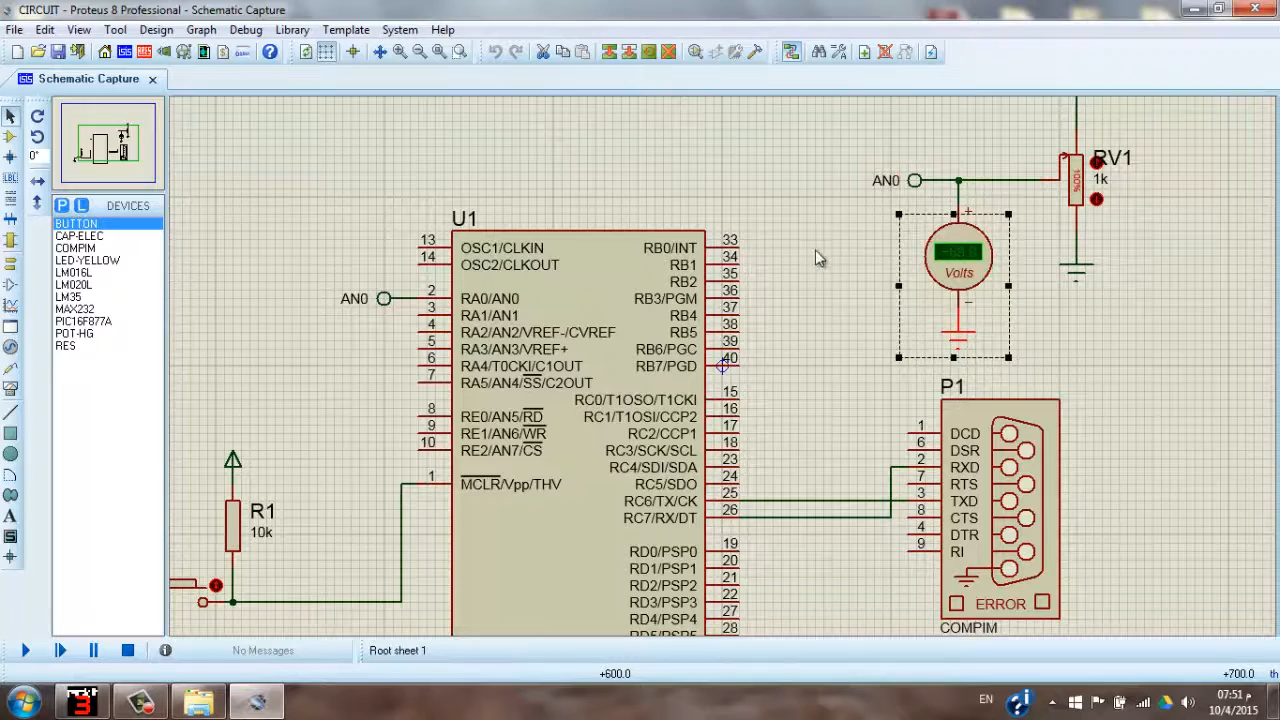 CIRCUIT - Proteus 8 Professional - Schematic Capture
File Edit View Tool Design Graph Debug Library Template System Help
Schematic Capture
0°
P L DEVICES
BUTTON
CAP-ELEC
COMPIM
LED-YELLOW
LM016L
LM020L
LM35
MAX232
PIC16F877A
POT-HG
RES
LBL
A
U1
13 OSC1/CLKIN RB0/INT 33
14 OSC2/CLKOUT RB1 34
RB2 35
AN0 2 RA0/AN0 RB3/PGM 36
3 RA1/AN1 RB4 37
4 RA2/AN2/VREF-/CVREF RB5 38
5 RA3/AN3/VREF+ RB6/PGC 39
6 RA4/T0CKI/C1OUT RB7/PGD 40
7 RA5/AN4/SS/C2OUT
RC0/T1OSO/T1CKI 15
8 RE0/AN5/RD RC1/T1OSI/CCP2 16
9 RE1/AN6/WR RC2/CCP1 17
10 RE2/AN7/CS RC3/SCK/SCL 18
RC4/SDI/SDA 23
1 MCLR/Vpp/THV RC5/SDO 24
RC6/TX/CK 25
RC7/RX/DT 26
RD0/PSP0 19
RD1/PSP1 20
RD2/PSP2 21
RD3/PSP3 22
RD4/PSP4 27
RD5/PSP5 28
R1
10k
AN0
RV1
1k
100%
+
Volts
−
P1
1 DCD
6 DSR
2 RXD
7 RTS
3 TXD
8 CTS
4 DTR
9 RI
ERROR
COMPIM
No Messages Root sheet 1
+600.0 +700.0 th
EN
07:51 م
10/4/2015